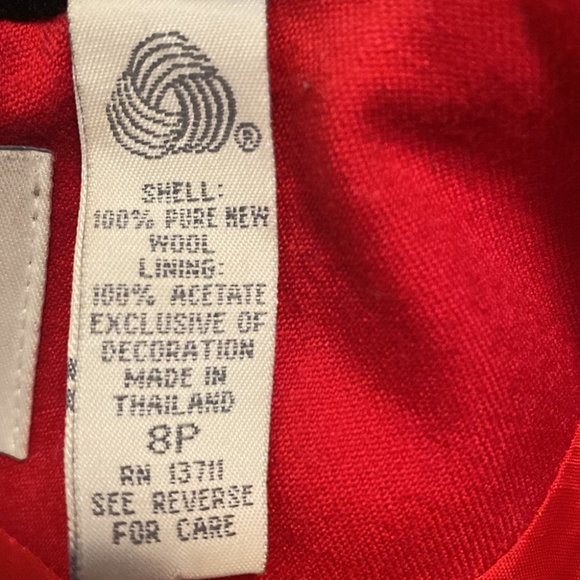 ®
SHELL:
100% PURE NEW
WOOL
LINING:
100% ACETATE
EXCLUSIVE OF
DECORATION
MADE IN
THAILAND
8P
RN 13711
SEE REVERSE
FOR CARE